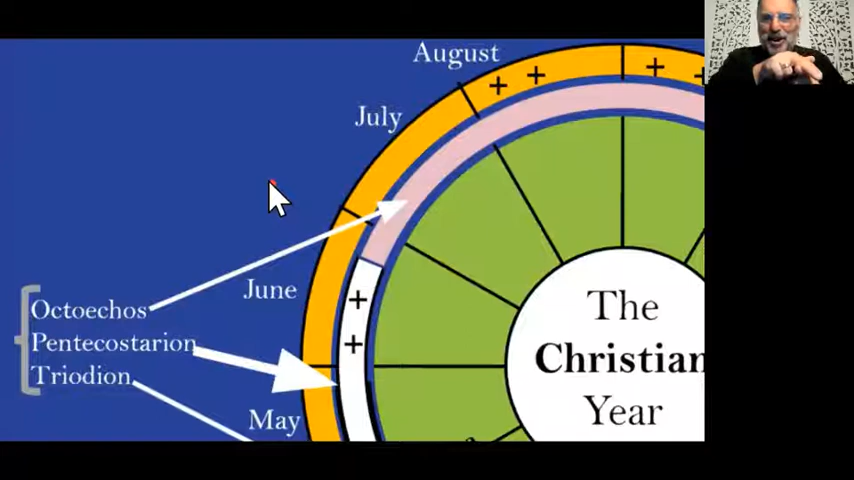 August
July
June
Octoechos
Pentecostarion
Triodion
May
The
Christian
Year